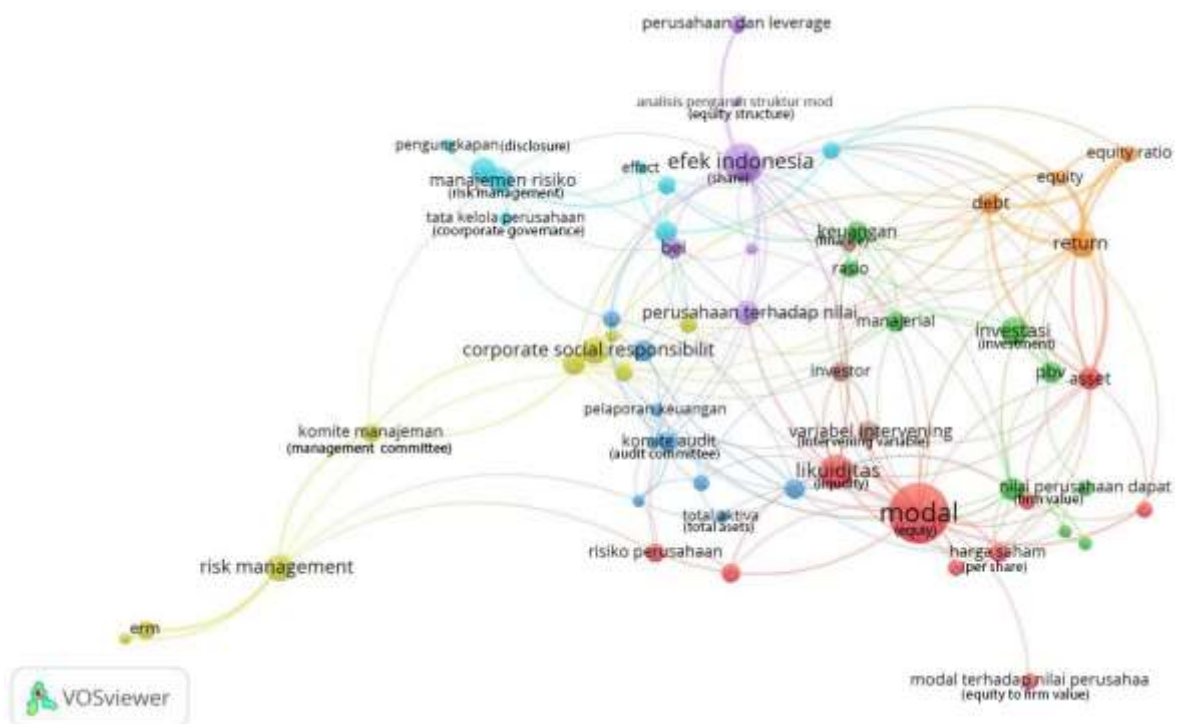 perusahaan dan leverage
analisis pengaruh struktur mod
(equity structure)
pengungkapan (disclosure)
efek indonesia
(share)
effect
equity ratio
manajemen risiko
(risk management)
equity
debt
tata kelola perusahaan
(coorporate governance)
keuangan
return
bei
rasio
perusahaan terhadap nilai
manajerial
investasi
(investment)
corporate social responsibilit
investor
pbv
asset
pelaporan keuangan
komite manajeman
(management committee)
komite audit
(audit committee)
variabel intervening
(intervening variable)
likuiditas
(liquidity)
nilai perusahaan dapat
(firm value)
modal
(equity)
total aktiva
(total assets)
risiko perusahaan
harga saham
(per share)
risk management
erm
modal terhadap nilai perusahaa
(equity to firm value)
VOSviewer